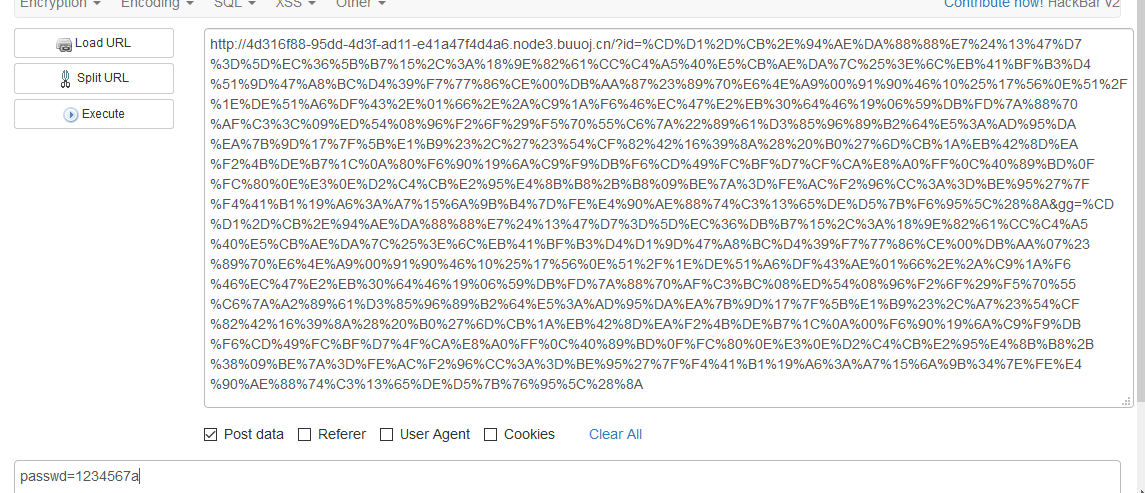 Encryption Encoding SQL XSS Other Contribute now! HackBar v2
Load URL
Split URL
Execute
http://4d316f88-95dd-4d3f-ad11-e41a47f4d4a6.node3.buuoj.cn/?id=%CD%D1%2D%CB%2E%94%AE%DA%88%88%E7%24%13%47%D7
%3D%5D%EC%36%5B%B7%15%2C%3A%18%9E%82%61%CC%C4%A5%40%E5%CB%AE%DA%7C%25%3E%6C%EB%41%BF%B3%D4
%51%9D%47%A8%BC%D4%39%F7%77%86%CE%00%DB%AA%87%23%89%70%E6%4E%A9%00%91%90%46%10%25%17%56%0E%51%2F
%1E%DE%51%A6%DF%43%2E%01%66%2E%2A%C9%1A%F6%46%EC%47%E2%EB%30%64%46%19%06%59%DB%FD%7A%88%70
%AF%C3%3C%09%ED%54%08%96%F2%6F%29%F5%70%55%C6%7A%22%89%61%D3%85%96%89%B2%64%E5%3A%AD%95%DA
%EA%7B%9D%17%7F%5B%E1%B9%23%2C%27%23%54%CF%82%42%16%39%8A%28%20%B0%27%6D%CB%1A%EB%42%8D%EA
%F2%4B%DE%B7%1C%0A%80%F6%90%19%6A%C9%F9%DB%F6%CD%49%FC%BF%D7%CF%CA%E8%A0%FF%0C%40%89%BD%0F
%FC%80%0E%E3%0E%D2%C4%CB%E2%95%E4%8B%B8%2B%B8%09%BE%7A%3D%FE%AC%F2%96%CC%3A%3D%BE%95%27%7F
%F4%41%B1%19%A6%3A%A7%15%6A%9B%B4%7D%FE%E4%90%AE%88%74%C3%13%65%DE%D5%7B%F6%95%5C%28%8A&gg=%CD
%D1%2D%CB%2E%94%AE%DA%88%88%E7%24%13%47%D7%3D%5D%EC%36%DB%B7%15%2C%3A%18%9E%82%61%CC%C4%A5
%40%E5%CB%AE%DA%7C%25%3E%6C%EB%41%BF%B3%D4%D1%9D%47%A8%BC%D4%39%F7%77%86%CE%00%DB%AA%07%23
%89%70%E6%4E%A9%00%91%90%46%10%25%17%56%0E%51%2F%1E%DE%51%A6%DF%43%AE%01%66%2E%2A%C9%1A%F6
%46%EC%47%E2%EB%30%64%46%19%06%59%DB%FD%7A%88%70%AF%C3%BC%08%ED%54%08%96%F2%6F%29%F5%70%55
%C6%7A%A2%89%61%D3%85%96%89%B2%64%E5%3A%AD%95%DA%EA%7B%9D%17%7F%5B%E1%B9%23%2C%A7%23%54%CF
%82%42%16%39%8A%28%20%B0%27%6D%CB%1A%EB%42%8D%EA%F2%4B%DE%B7%1C%0A%00%F6%90%19%6A%C9%F9%DB
%F6%CD%49%FC%BF%D7%4F%CA%E8%A0%FF%0C%40%89%BD%0F%FC%80%0E%E3%0E%D2%C4%CB%E2%95%E4%8B%B8%2B
%38%09%BE%7A%3D%FE%AC%F2%96%CC%3A%3D%BE%95%27%7F%F4%41%B1%19%A6%3A%A7%15%6A%9B%34%7E%FE%E4
%90%AE%88%74%C3%13%65%DE%D5%7B%76%95%5C%28%8A
Post data Referer User Agent Cookies Clear All
passwd=1234567a